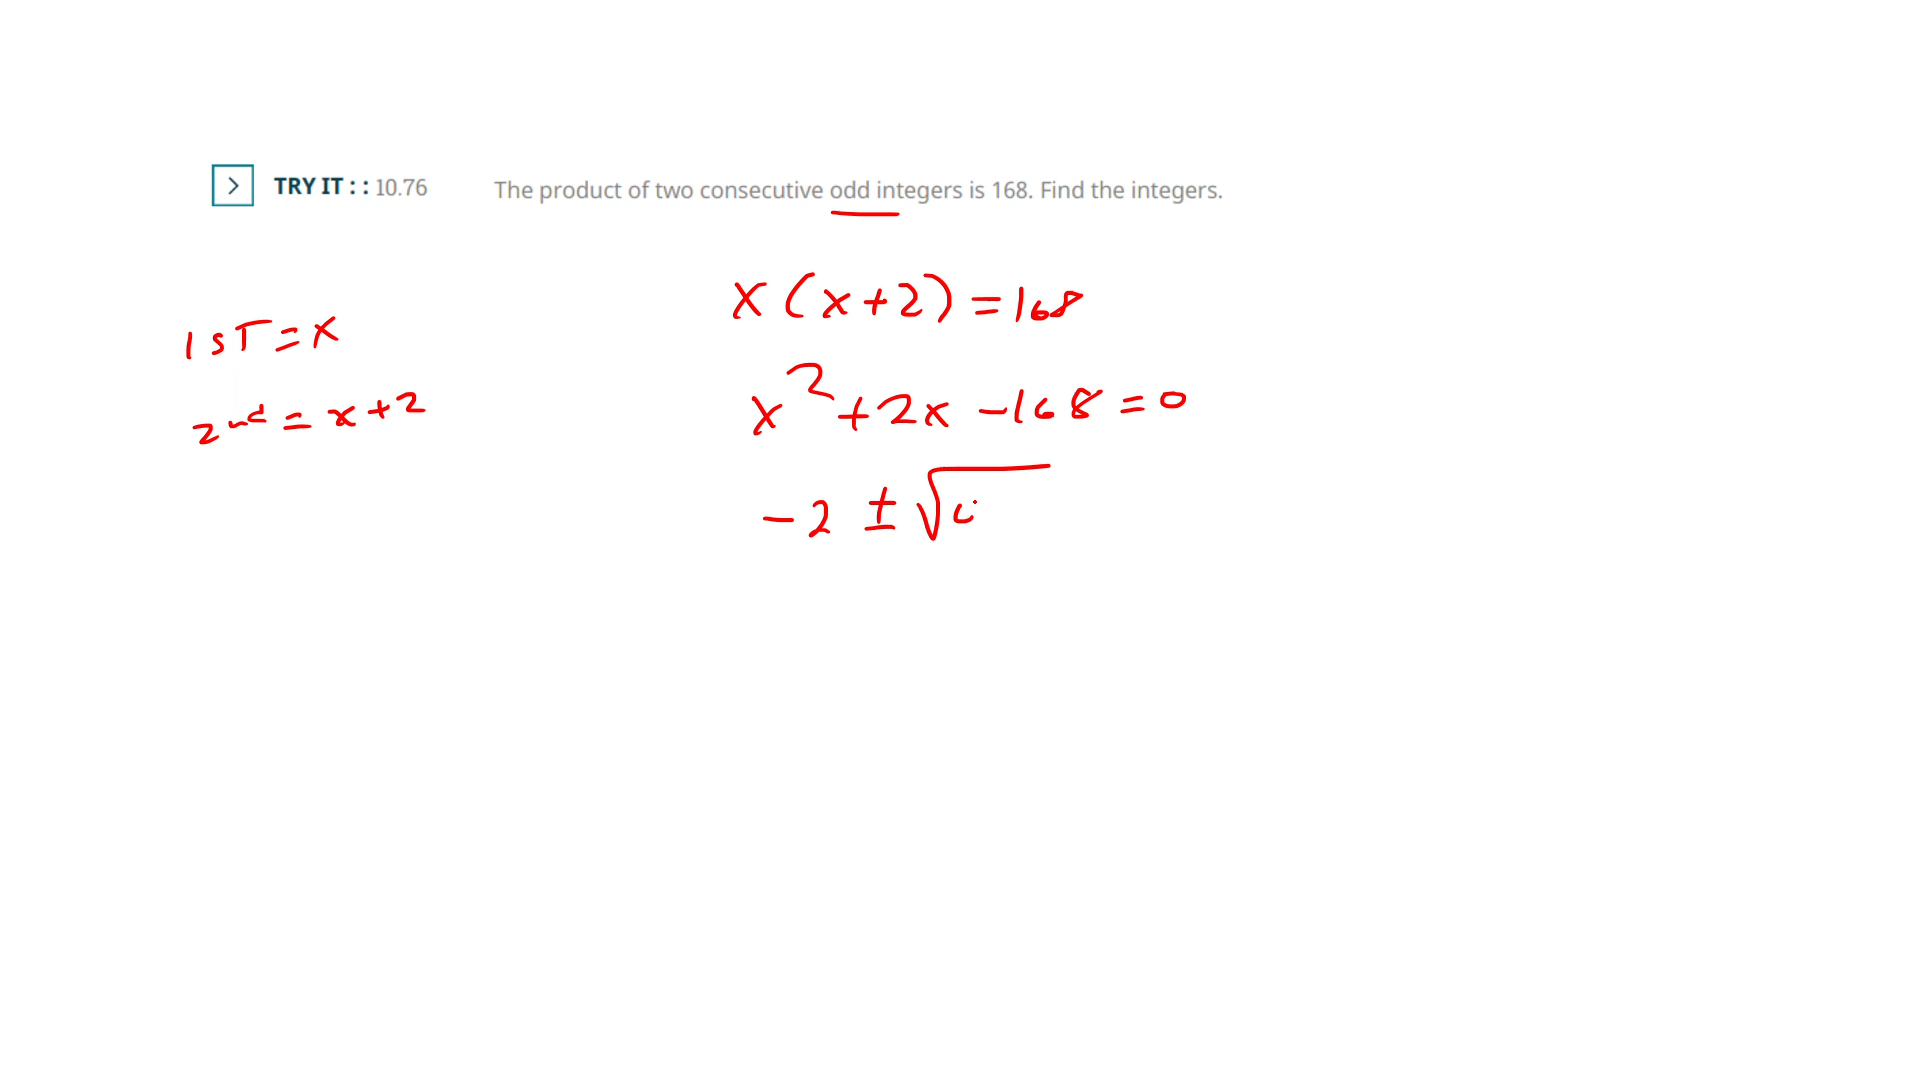 TRY IT : : 10.76 The product of two consecutive odd integers is 168. Find the integers.
x(x+2)=168
1sT=x
x²+2x-168=0
2nd=x+2
-2 ± √